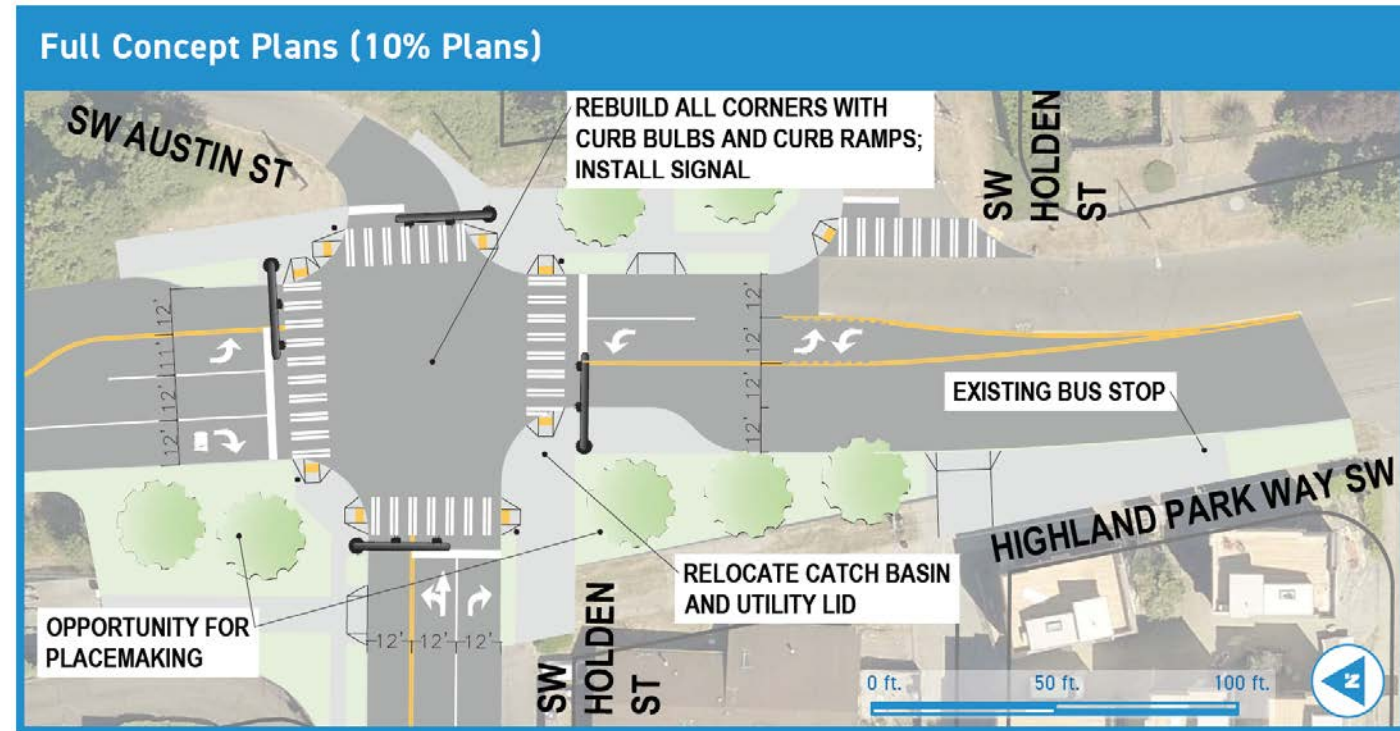 Full Concept Plans (10% Plans)
SW AUSTIN ST
REBUILD ALL CORNERS WITH
CURB BULBS AND CURB RAMPS;
INSTALL SIGNAL
SW
HOLDEN
ST
12'
11'
12'
12'
12'
12'
12'
12'
EXISTING BUS STOP
HIGHLAND PARK WAY SW
RELOCATE CATCH BASIN
AND UTILITY LID
OPPORTUNITY FOR
PLACEMAKING
12' 12' 12'
SW
HOLDEN
ST
0 ft. 50 ft. 100 ft.
N